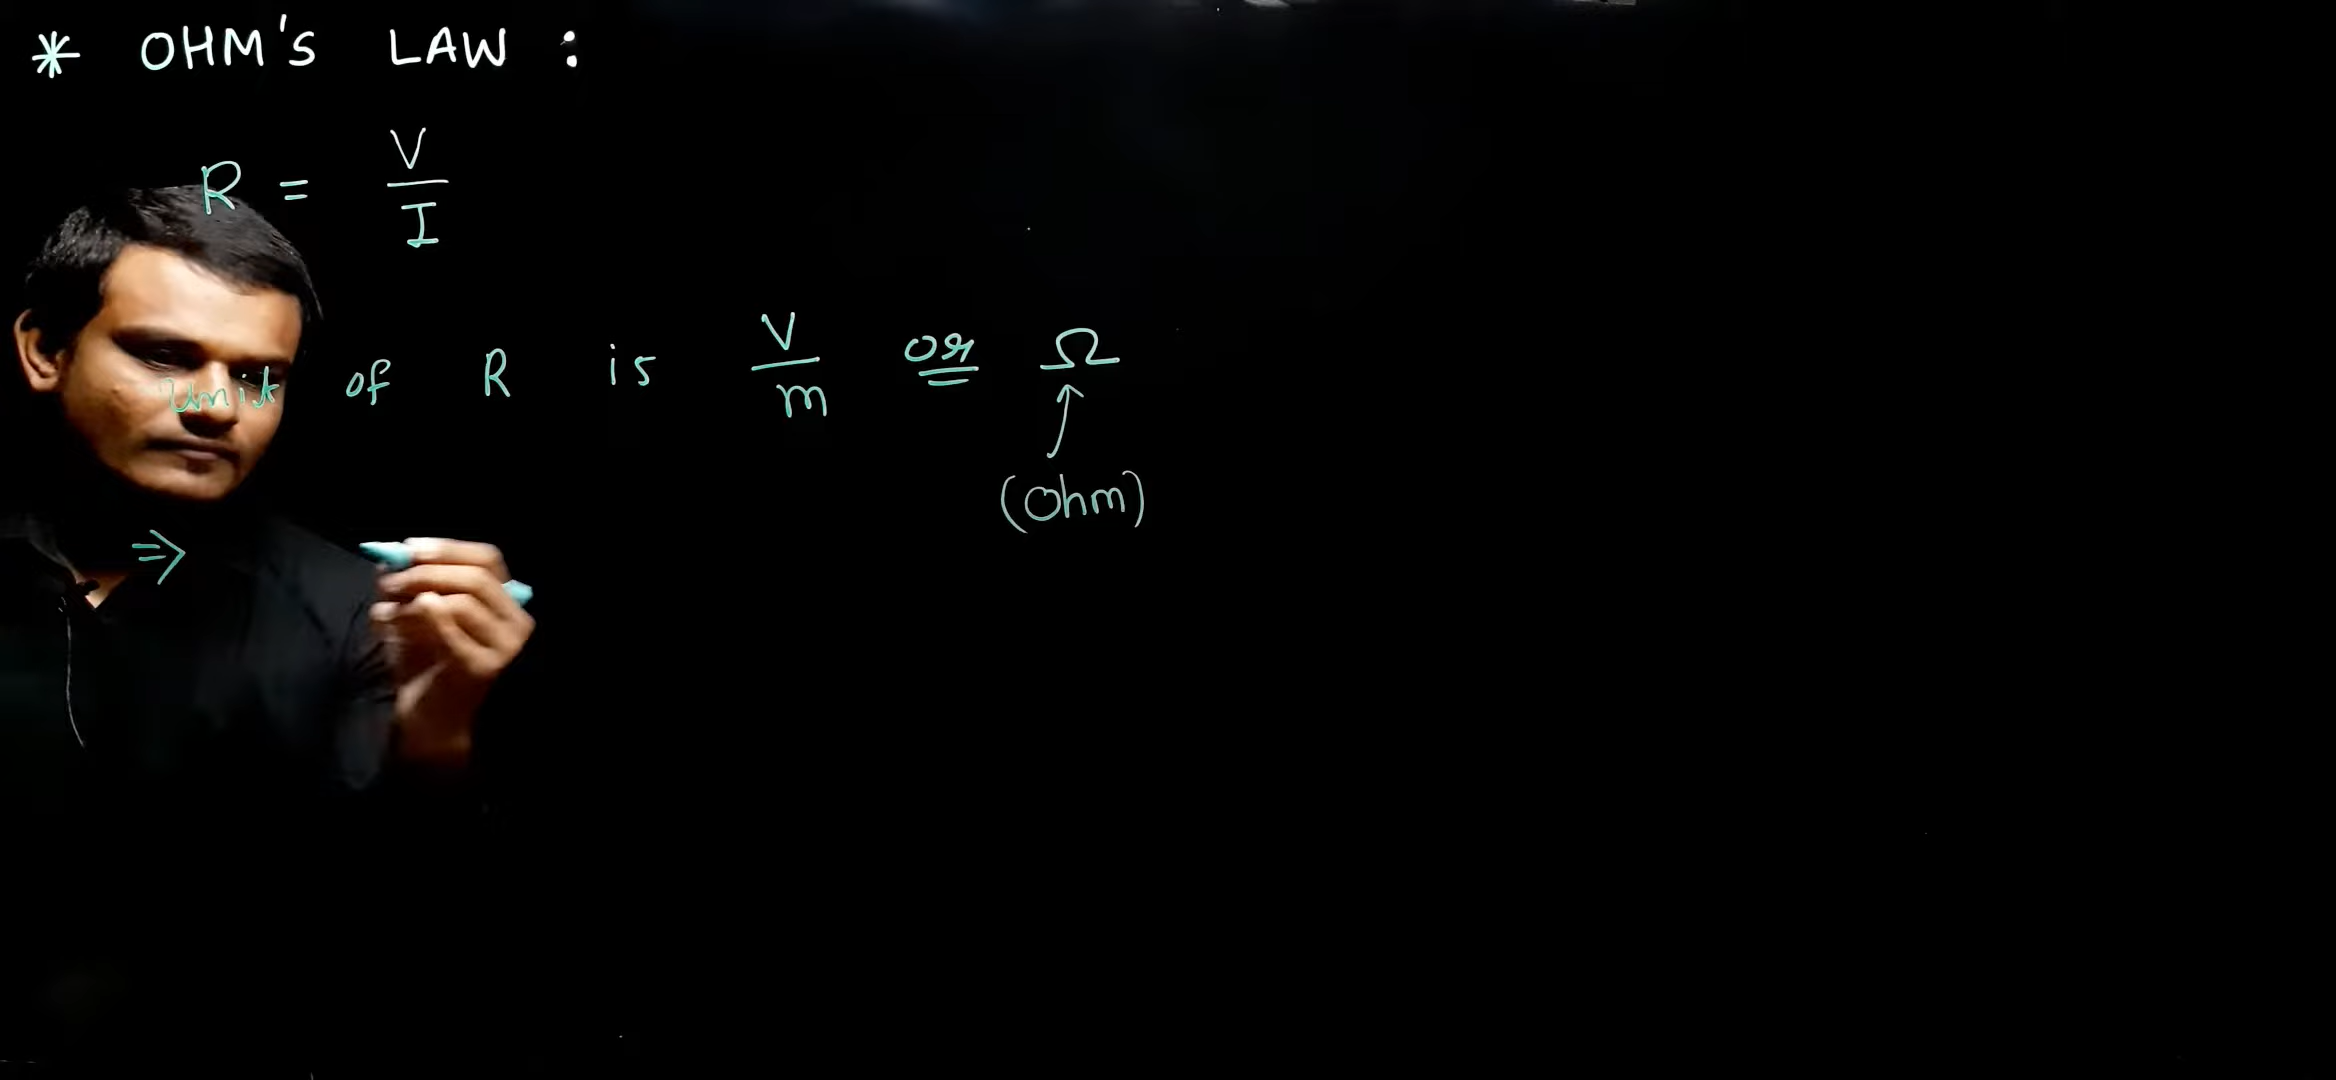 * OHM'S LAW :
R = V/I
Unit of R is V/m or Ω
(Ohm)
⇒